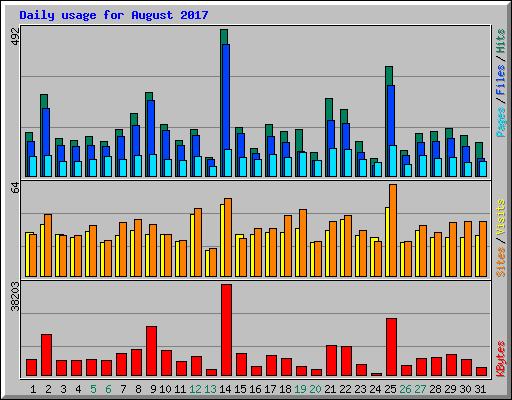 Daily usage for August 2017
492
Pages / Files / Hits
64
Sites / Visits
38203
KBytes
1 2 3 4 5 6 7 8 9 10 11 12 13 14 15 16 17 18 19 20 21 22 23 24 25 26 27 28 29 30 31